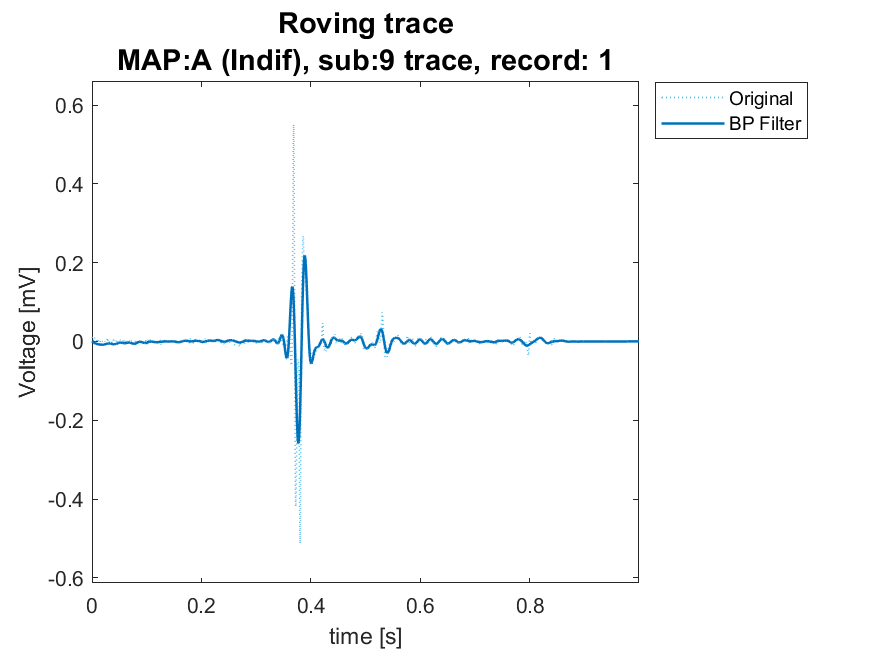 Roving trace
MAP:A (Indif), sub:9 trace, record: 1
Original
BP Filter
Voltage [mV]
0.6
0.4
0.2
0
-0.2
-0.4
-0.6
0
0.2
0.4
0.6
0.8
time [s]